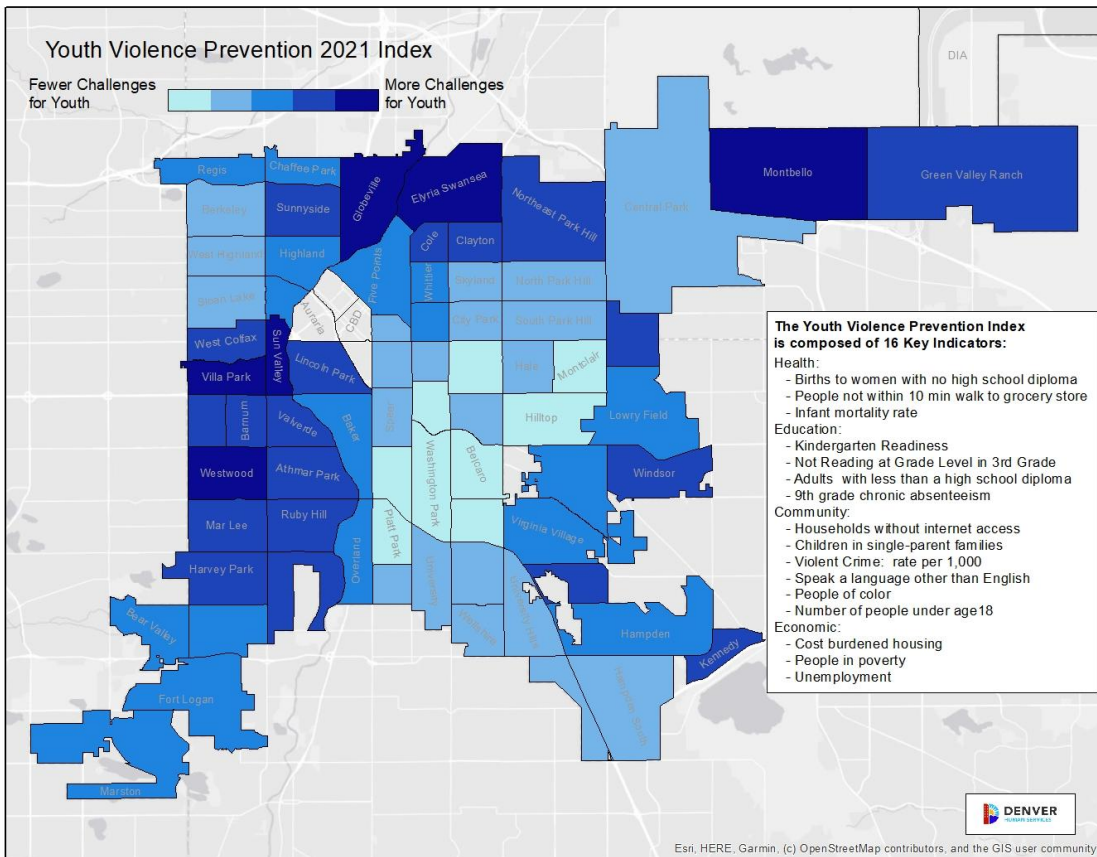 Youth Violence Prevention 2021 Index
Fewer Challenges
for Youth
More Challenges
for Youth
DIA
Regis
Chaffee Park
Globeville
Elyria Swansea
Montbello
Green Valley Ranch
Berkeley
Sunnyside
Northeast Park Hill
Central Park
Cole
Clayton
West Highland
Highland
Five Points
Whittier
Skyland
North Park Hill
Sloan Lake
Auraria
CBD
City Park
South Park Hill
West Colfax
Sun Valley
Lincoln Park
Hale
Montclair
Villa Park
Barnum
Valverde
Baker
Speer
Hilltop
Lowry Field
Westwood
Athmar Park
Washington Park
Belcaro
Windsor
Mar Lee
Ruby Hill
Platt Park
Virginia Village
Harvey Park
Overland
University
Wellshire
University Hills
Bear Valley
Hampden
Kennedy
Fort Logan
Hampden South
Marston
The Youth Violence Prevention Index
is composed of 16 Key Indicators:
Health:
- Births to women with no high school diploma
- People not within 10 min walk to grocery store
- Infant mortality rate
Education:
- Kindergarten Readiness
- Not Reading at Grade Level in 3rd Grade
- Adults with less than a high school diploma
- 9th grade chronic absenteeism
Community:
- Households without internet access
- Children in single-parent families
- Violent Crime: rate per 1,000
- Speak a language other than English
- People of color
- Number of people under age18
Economic:
- Cost burdened housing
- People in poverty
- Unemployment
DENVER
HUMAN SERVICES
Esri, HERE, Garmin, (c) OpenStreetMap contributors, and the GIS user community